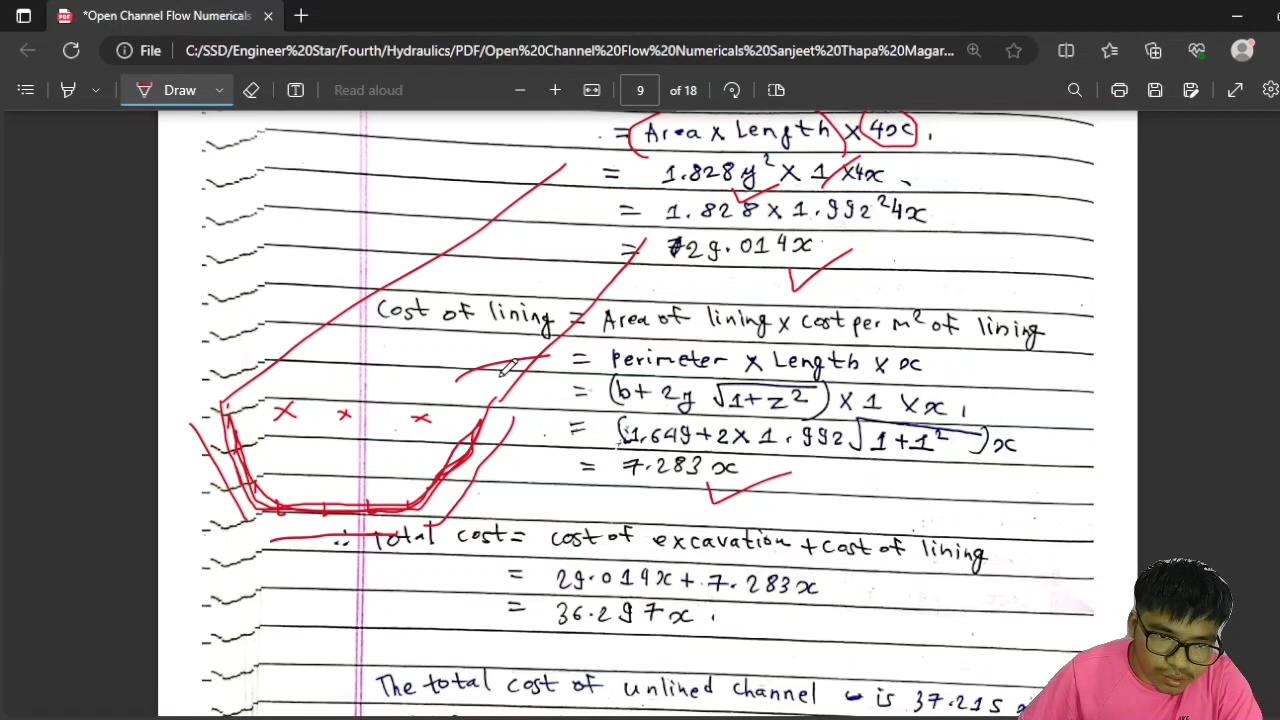 *Open Channel Flow Numericals
File C:/SSD/Engineer%20Star/Fourth/Hydraulics/PDF/Open%20Channel%20Flow%20Numericals%20Sanjeet%20Thapa%20Magar...
Draw Read aloud 9 of 18
= Area x Length x 4x.
= 1.828 y² x 1 x4x
= 1.828 x 1.992² 4x
= 29.014x
Cost of lining = Area of lining x cost per m² of lining
= perimeter x Length x x
= (b + 2y √1+z²) x 1 x x
= (1.649 + 2 x 1.992 √1+1²) x
= 7.283 x
∴ Total cost = cost of excavation + cost of lining
= 29.014x + 7.283x
= 36.297x.
The total cost of unlined channel is 37.215